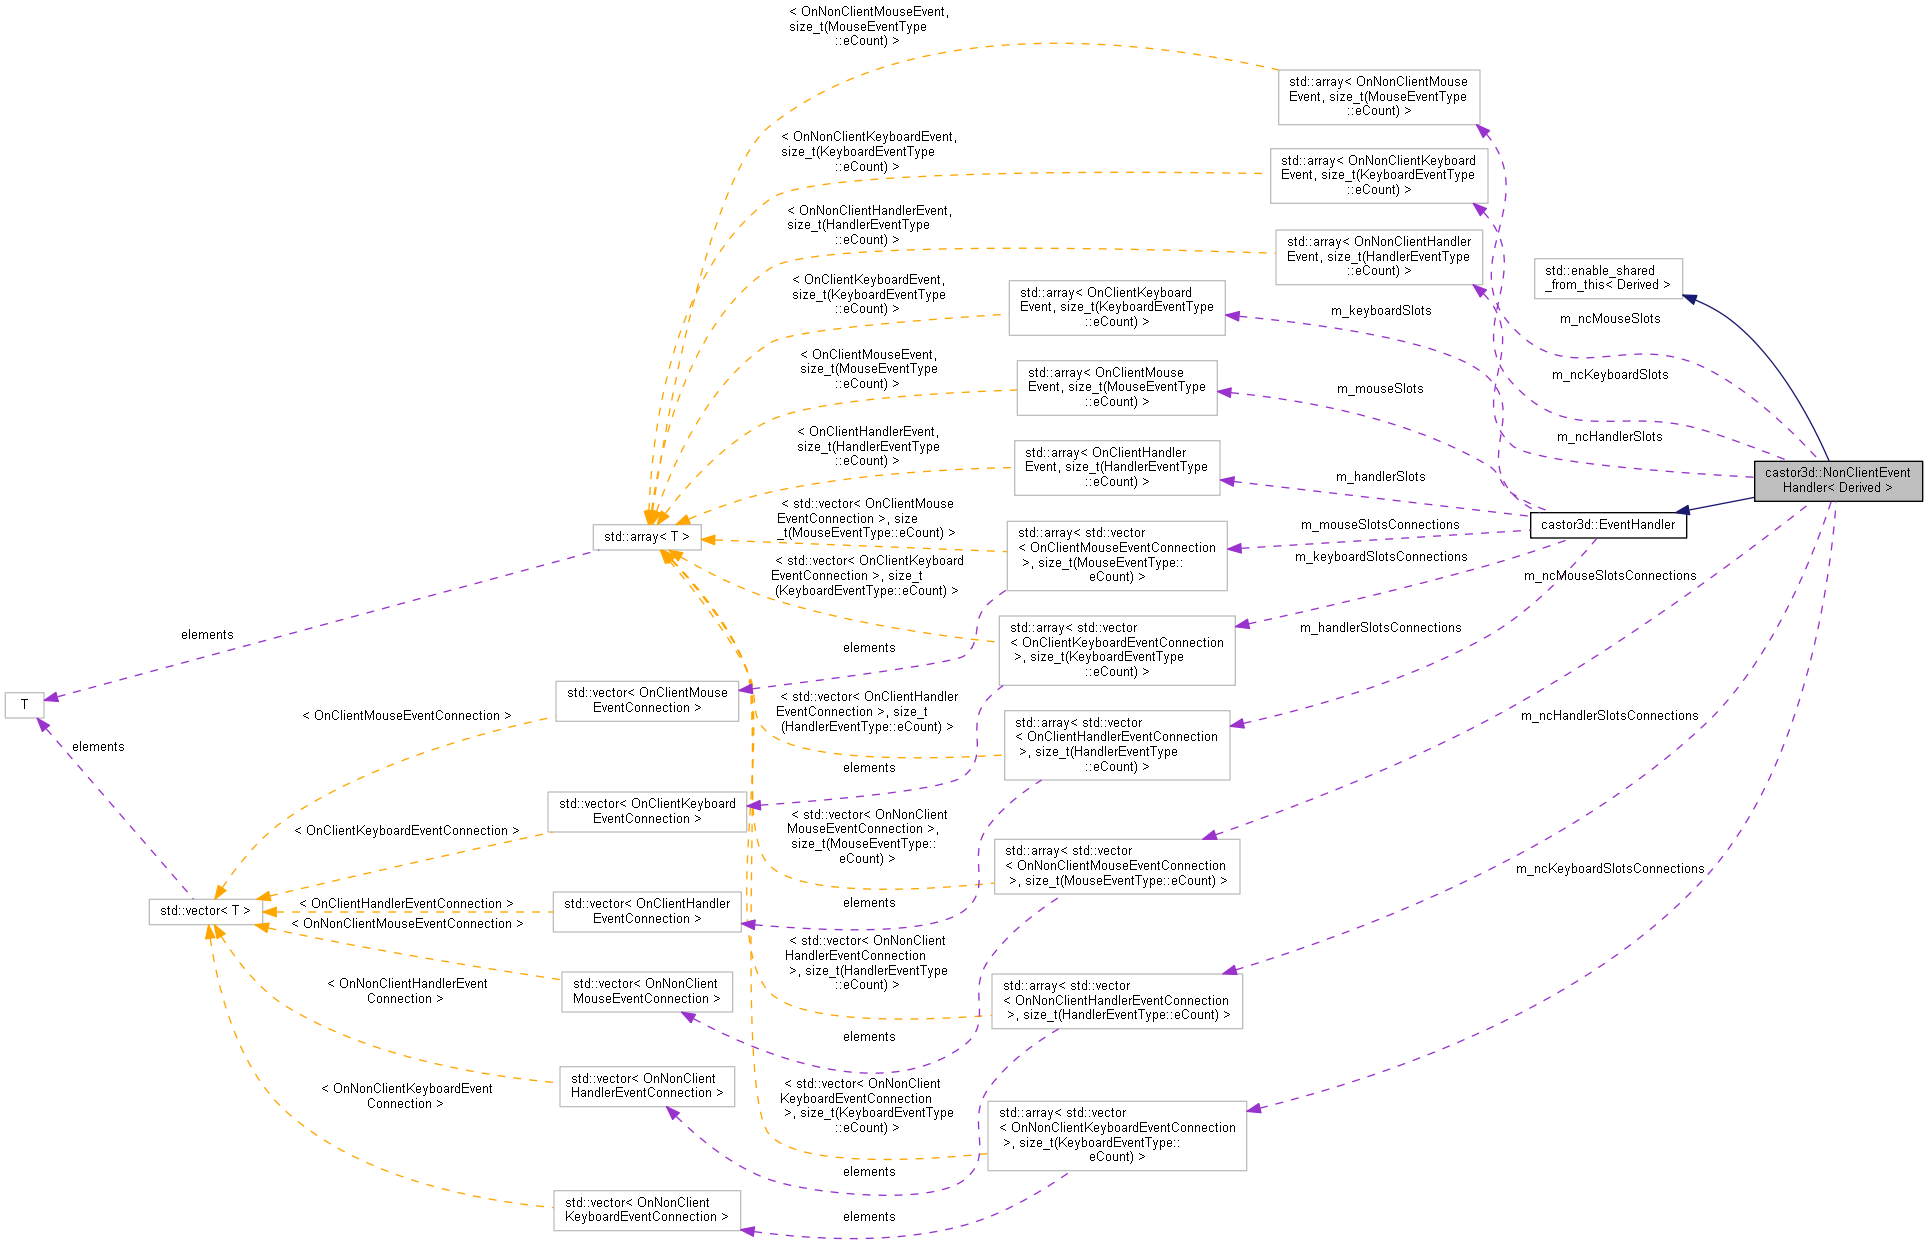 < OnNonClientMouseEvent,
size_t(MouseEventType
::eCount) >
std::array< OnNonClientMouse
Event, size_t(MouseEventType
::eCount) >
< OnNonClientKeyboardEvent,
size_t(KeyboardEventType
::eCount) >
std::array< OnNonClientKeyboard
Event, size_t(KeyboardEventType
::eCount) >
< OnNonClientHandlerEvent,
size_t(HandlerEventType
::eCount) >
std::array< OnNonClientHandler
Event, size_t(HandlerEventType
::eCount) >
std::enable_shared
_from_this< Derived >
< OnClientKeyboardEvent,
size_t(KeyboardEventType
::eCount) >
std::array< OnClientKeyboard
Event, size_t(KeyboardEventType
::eCount) >
m_keyboardSlots
m_ncMouseSlots
< OnClientMouseEvent,
size_t(MouseEventType
::eCount) >
std::array< OnClientMouse
Event, size_t(MouseEventType
::eCount) >
m_mouseSlots
m_ncKeyboardSlots
< OnClientHandlerEvent,
size_t(HandlerEventType
::eCount) >
std::array< OnClientHandler
Event, size_t(HandlerEventType
::eCount) >
m_handlerSlots
m_ncHandlerSlots
castor3d::NonClientEvent
Handler< Derived >
castor3d::EventHandler
std::array< T >
< std::vector< OnClientMouse
EventConnection >, size
_t(MouseEventType::eCount) >
std::array< std::vector
< OnClientMouseEventConnection
>, size_t(MouseEventType::
eCount) >
m_mouseSlotsConnections
< std::vector< OnClientKeyboard
EventConnection >, size_t
(KeyboardEventType::eCount) >
m_keyboardSlotsConnections
m_ncMouseSlotsConnections
elements
elements
std::array< std::vector
< OnClientKeyboardEventConnection
>, size_t(KeyboardEventType
::eCount) >
m_handlerSlotsConnections
T
std::vector< OnClientMouse
EventConnection >
< OnClientMouseEventConnection >
< std::vector< OnClientHandler
EventConnection >, size_t
(HandlerEventType::eCount) >
std::array< std::vector
< OnClientHandlerEventConnection
>, size_t(HandlerEventType
::eCount) >
m_ncHandlerSlotsConnections
elements
elements
std::vector< OnClientKeyboard
EventConnection >
< OnClientKeyboardEventConnection >
< std::vector< OnNonClient
MouseEventConnection >,
size_t(MouseEventType::
eCount) >
std::array< std::vector
< OnNonClientMouseEventConnection
>, size_t(MouseEventType::eCount) >
m_ncKeyboardSlotsConnections
std::vector< T >
< OnClientHandlerEventConnection >
< OnNonClientMouseEventConnection >
std::vector< OnClientHandler
EventConnection >
elements
< std::vector< OnNonClient
HandlerEventConnection
>, size_t(HandlerEventType
::eCount) >
std::array< std::vector
< OnNonClientHandlerEventConnection
>, size_t(HandlerEventType::eCount) >
std::vector< OnNonClient
MouseEventConnection >
< OnNonClientHandlerEvent
Connection >
elements
std::vector< OnNonClient
HandlerEventConnection >
< OnNonClientKeyboardEvent
Connection >
< std::vector< OnNonClient
KeyboardEventConnection
>, size_t(KeyboardEventType
::eCount) >
std::array< std::vector
< OnNonClientKeyboardEventConnection
>, size_t(KeyboardEventType::
eCount) >
elements
std::vector< OnNonClient
KeyboardEventConnection >
elements